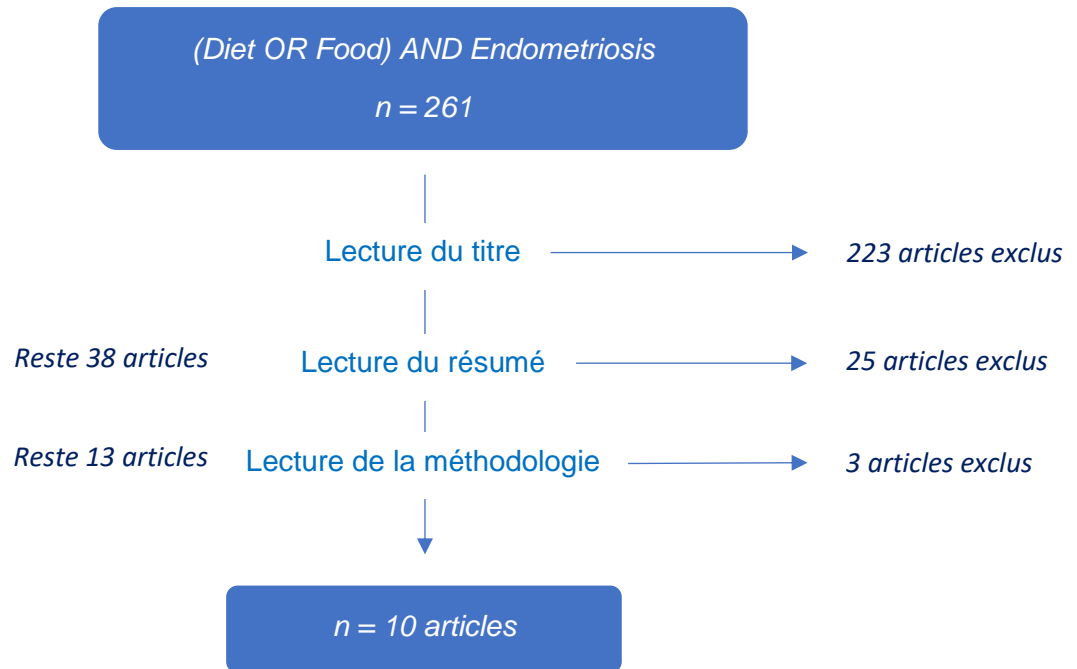 (Diet OR Food) AND Endometriosis
n = 261
Lecture du titre
223 articles exclus
Reste 38 articles
Lecture du résumé
25 articles exclus
Reste 13 articles
Lecture de la méthodologie
3 articles exclus
n = 10 articles